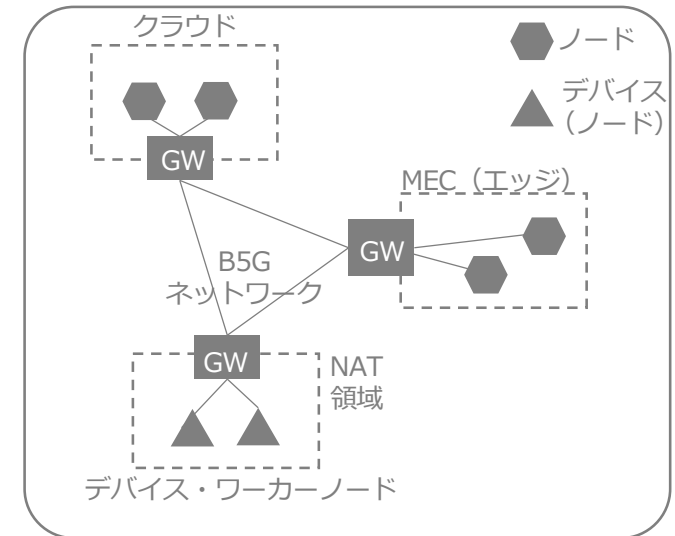 クラウド
ノード
デバイス
（ノード）
GW
MEC（エッジ）
GW
B5G
ネットワーク
GW
NAT
領域
デバイス・ワーカーノード